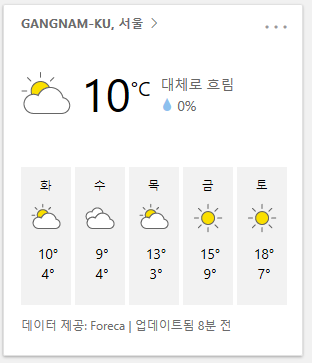 GANGNAM-KU, 서울
10°C
대체로 흐림
0%
화 수 목 금 토
10° 9° 13° 15° 18°
4° 4° 3° 9° 7°
데이터 제공: Foreca | 업데이트됨 8분 전